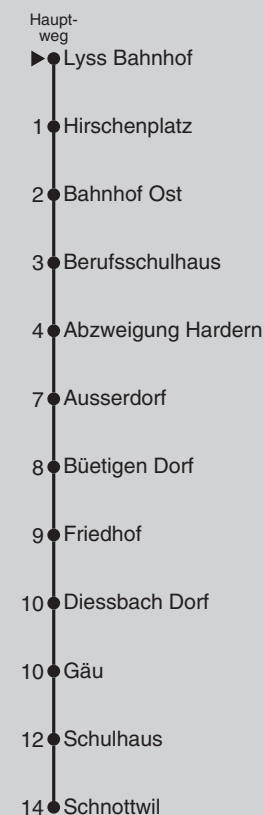 Haupt-
weg
Lyss Bahnhof
1 Hirschenplatz
2 Bahnhof Ost
3 Berufsschulhaus
4 Abzweigung Hardern
7 Ausserdorf
8 Büetigen Dorf
9 Friedhof
10 Diessbach Dorf
10 Gäu
12 Schulhaus
14 Schnottwil